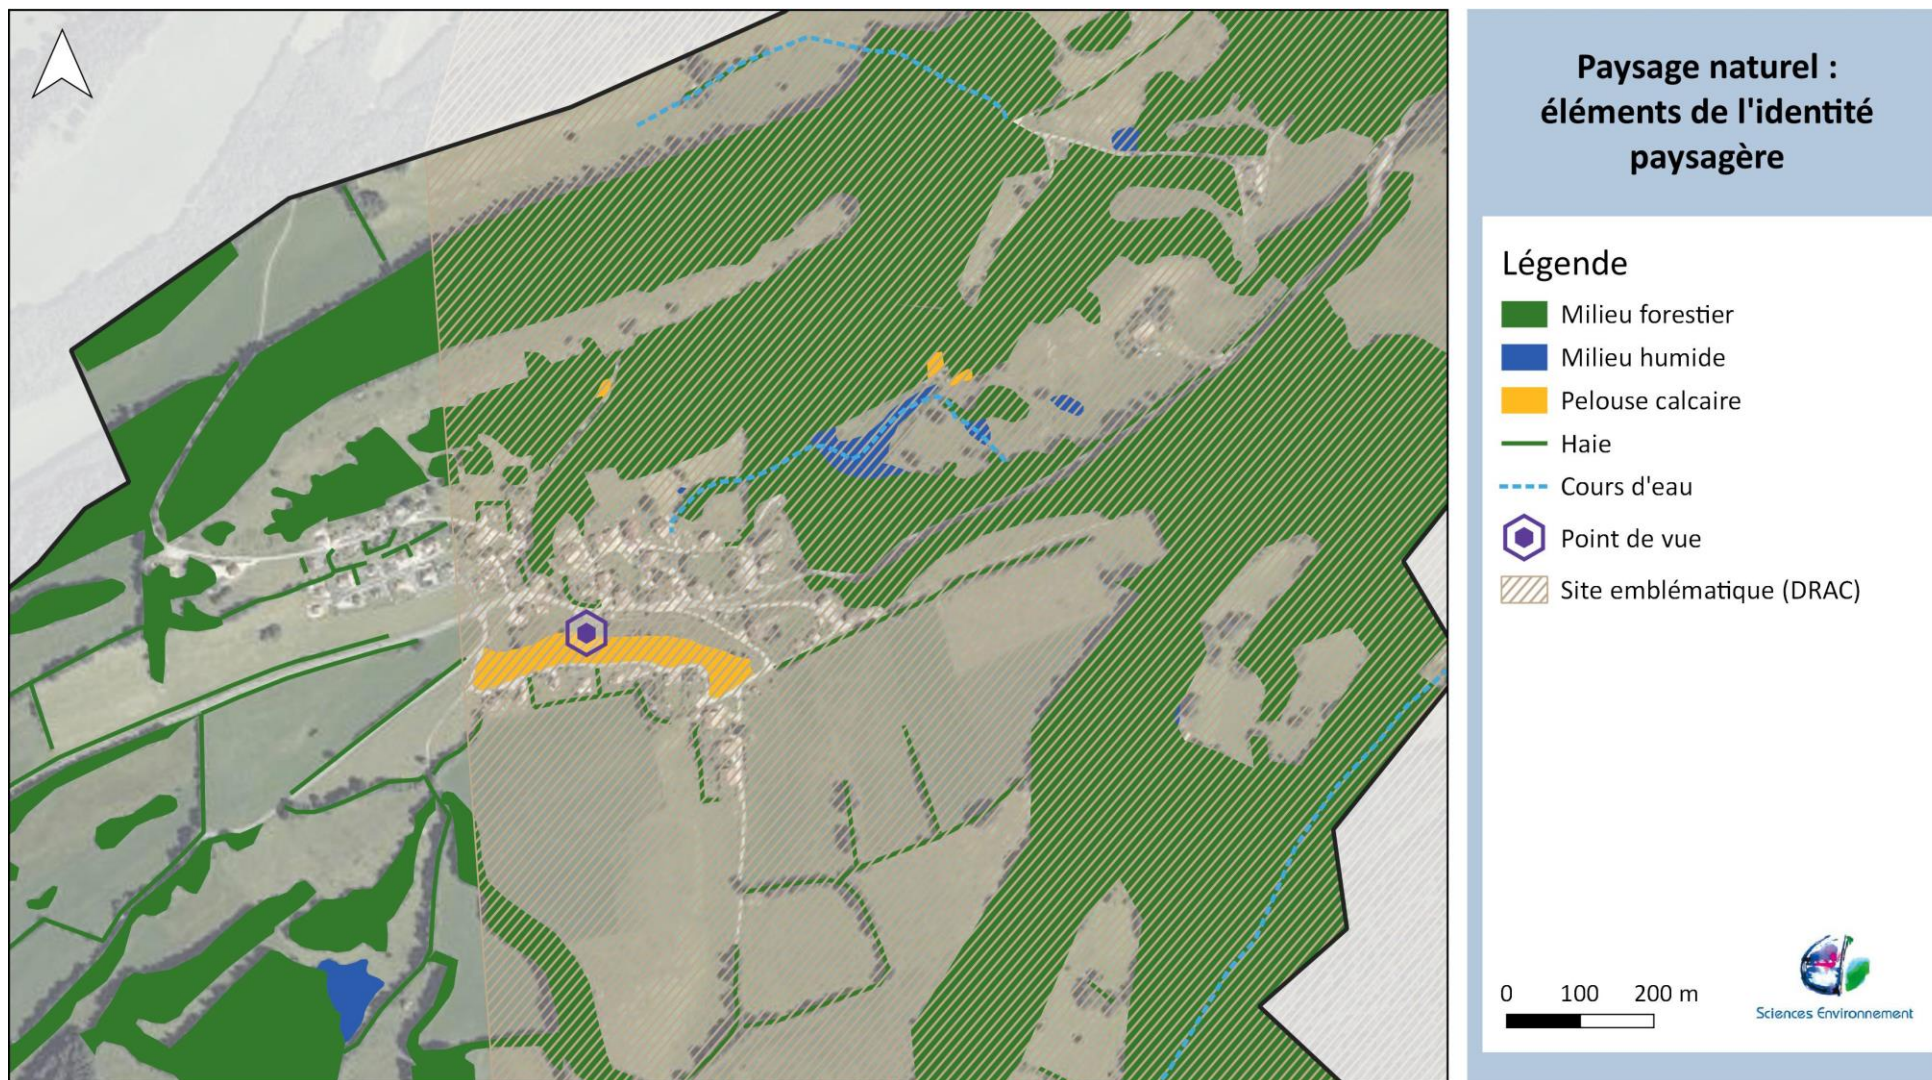 Paysage naturel :
éléments de l'identité
paysagère
Légende
Milieu forestier
Milieu humide
Pelouse calcaire
Haie
Cours d'eau
Point de vue
Site emblématique (DRAC)
0 100 200 m
Sciences Environnement